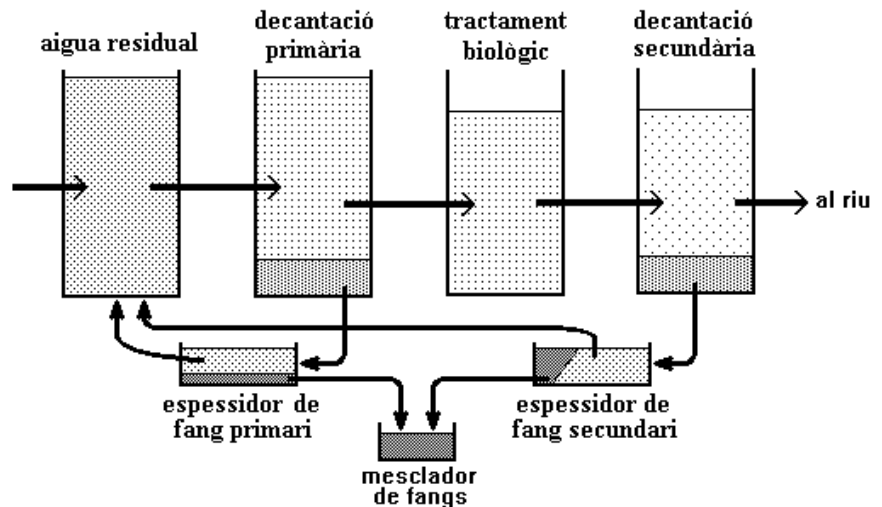 aigua residual
decantació
primària
tractament
biològic
decantació
secundària
al riu
espessidor de
fang primari
espessidor de
fang secundari
mesclador
de fangs